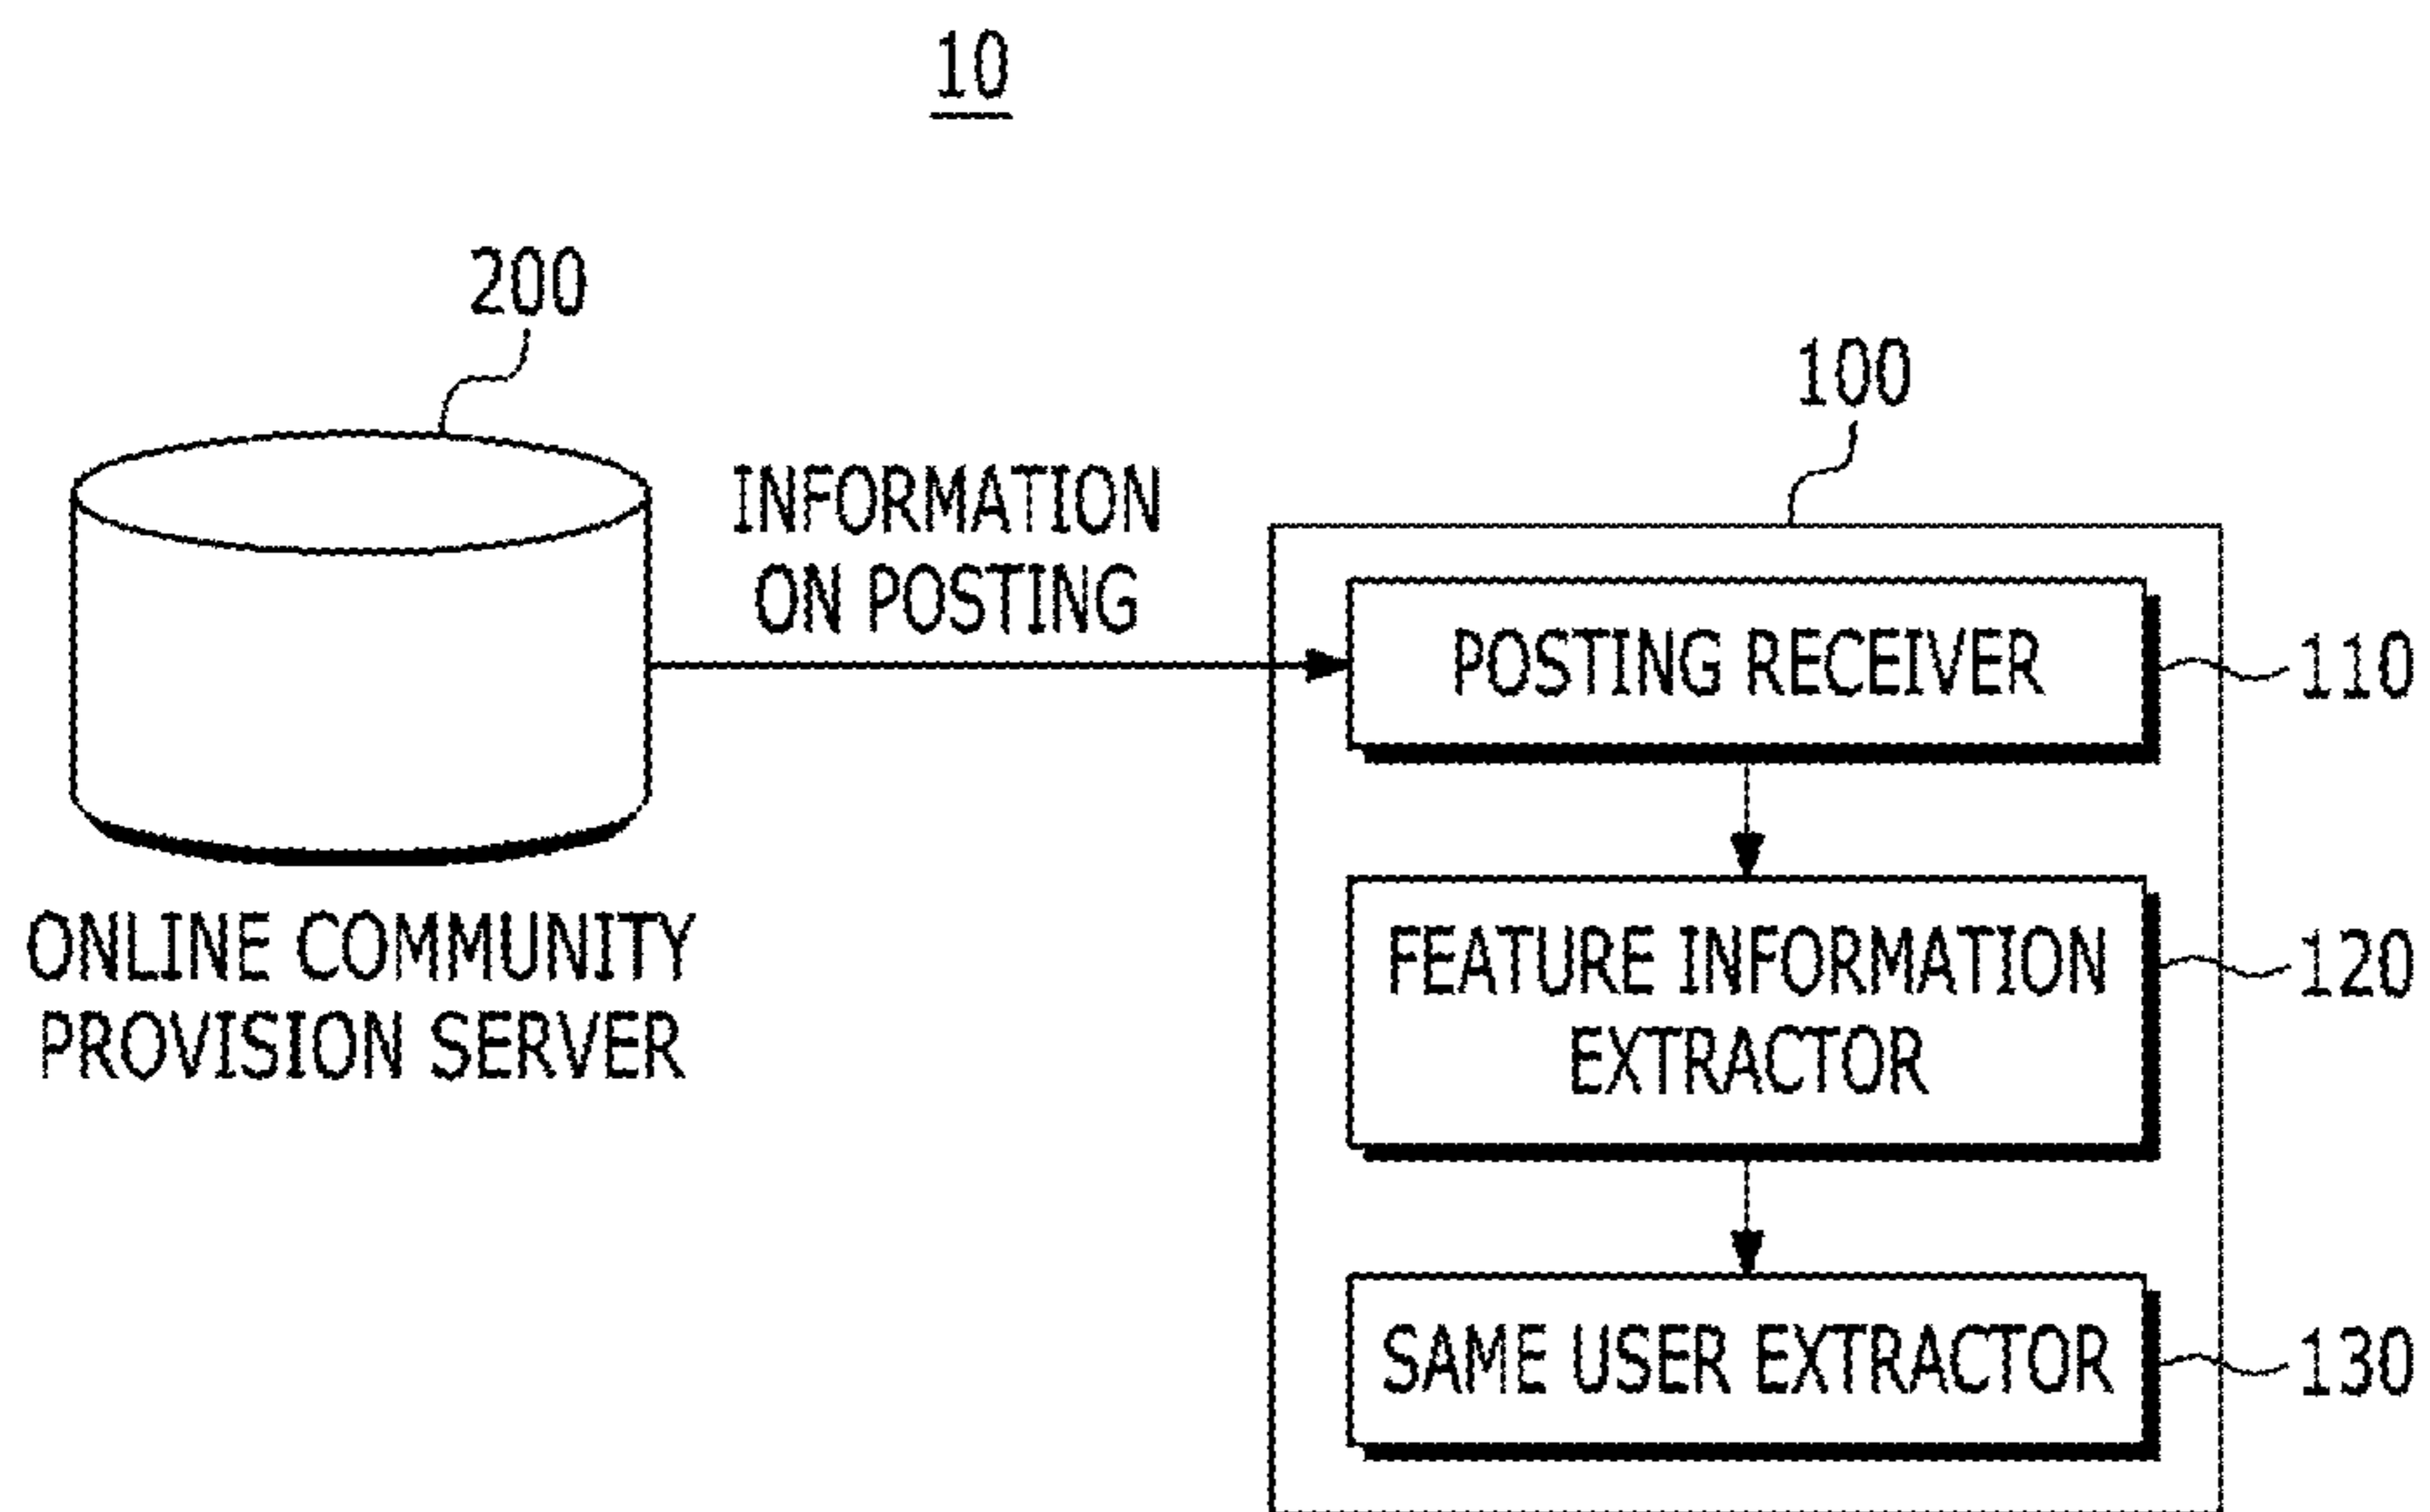 10
200
100
INFORMATION
ON POSTING
POSTING RECEIVER
110
FEATURE INFORMATION
EXTRACTOR
120
ONLINE COMMUNITY
PROVISION SERVER
SAME USER EXTRACTOR
130